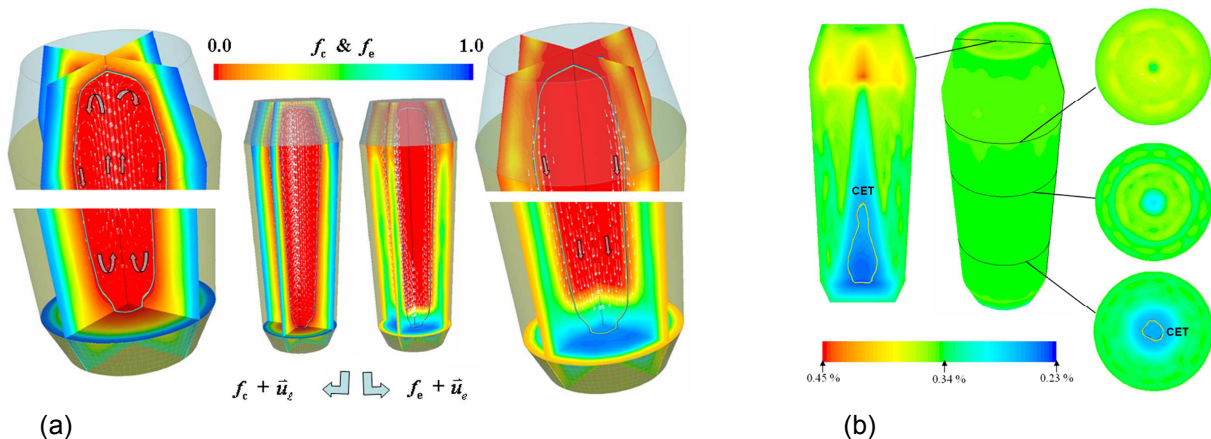 0.0
f_c & f_e
1.0
f_c + u⃗_ℓ
f_e + u⃗_e
(a)
CET
CET
0.45 %
0.34 %
0.23 %
(b)